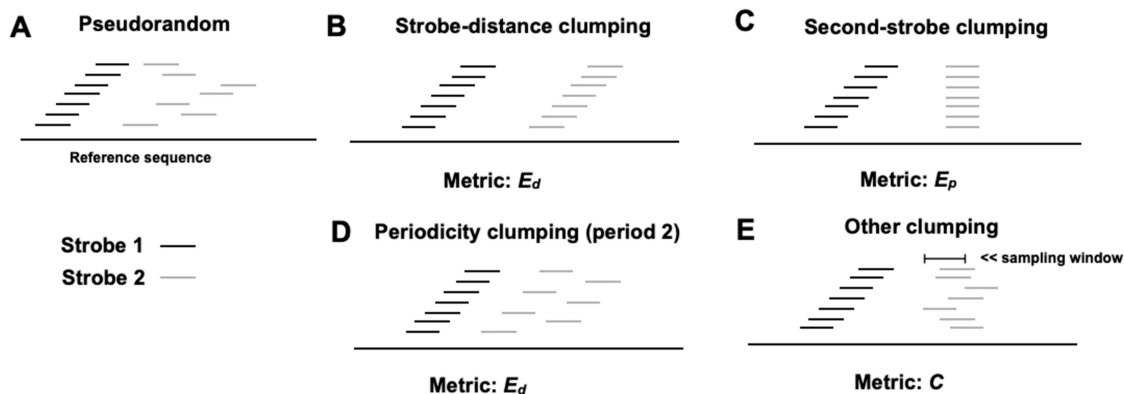 A
Pseudorandom
Reference sequence
Strobe 1
Strobe 2
B
Strobe-distance clumping
Metric: Ed
C
Second-strobe clumping
Metric: Ep
D
Periodicity clumping (period 2)
Metric: Ed
E
Other clumping
<< sampling window
Metric: C